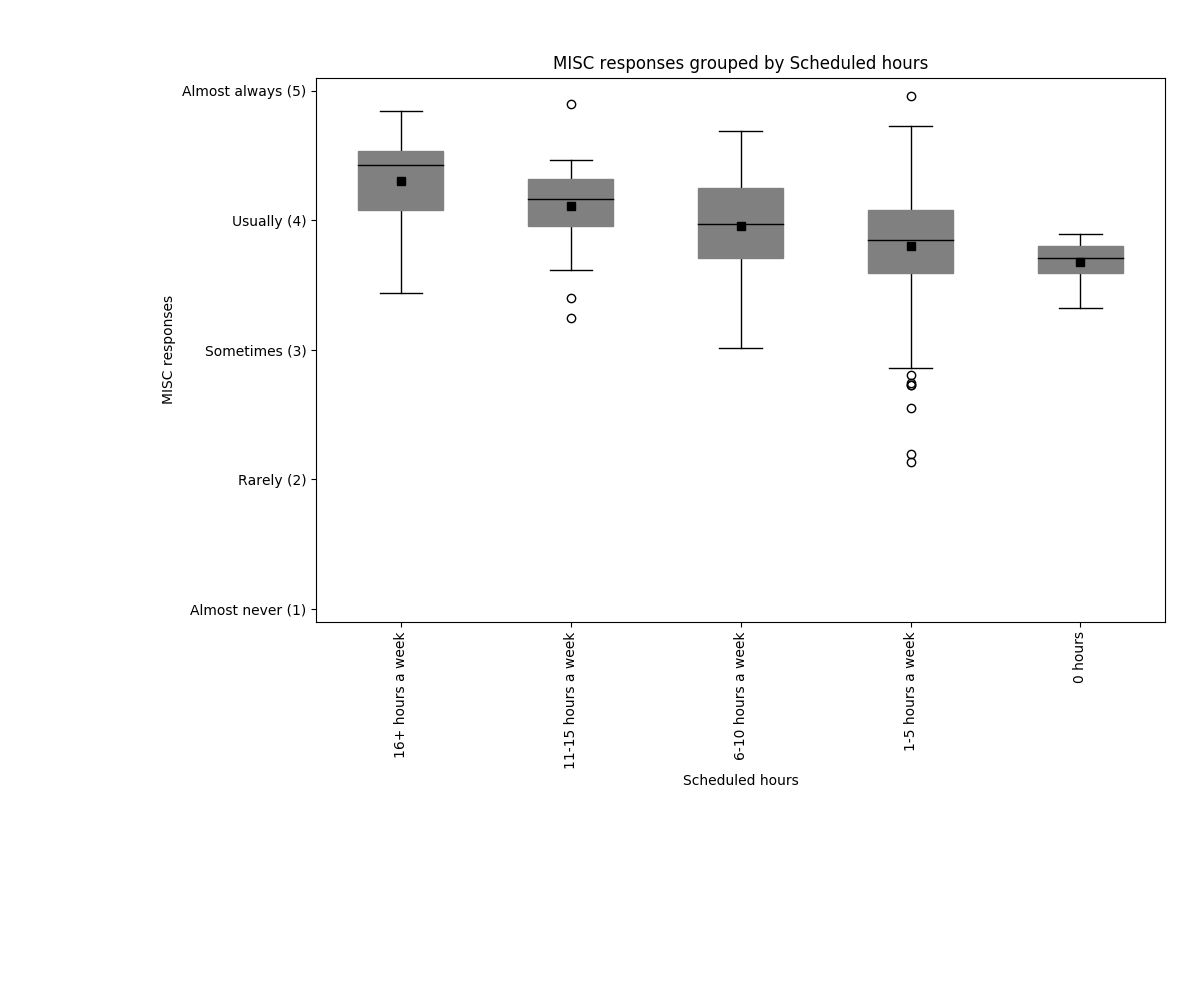 MISC responses grouped by Scheduled hours
Almost always (5)
Usually (4)
Sometimes (3)
Rarely (2)
Almost never (1)
MISC responses
16+ hours a week
11-15 hours a week
6-10 hours a week
1-5 hours a week
0 hours
Scheduled hours